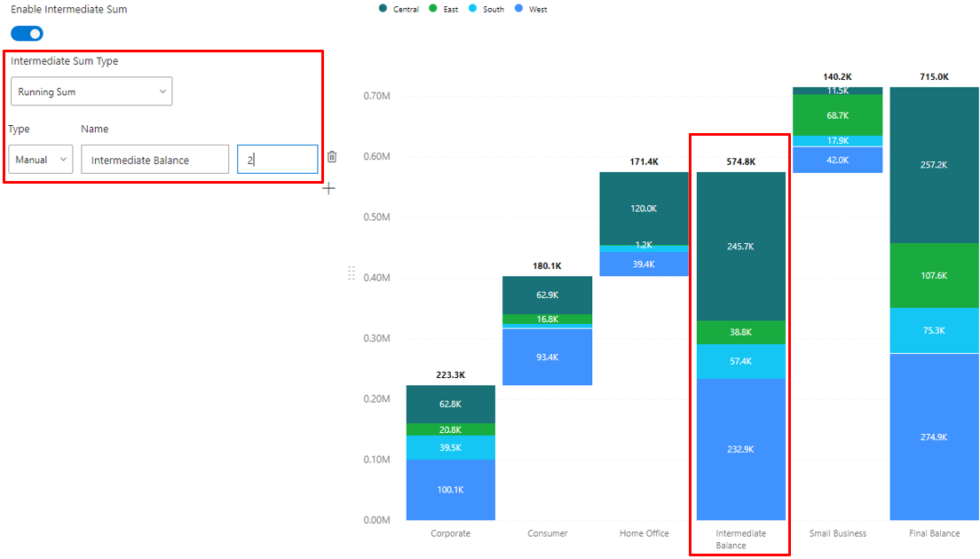 Enable Intermediate Sum
Intermediate Sum Type
Running Sum
Type Name
Manual Intermediate Balance 2
Central East South West
0.70M
0.60M
0.50M
0.40M
0.30M
0.20M
0.10M
0.00M
223.3K
62.8K
20.8K
39.5K
100.1K
Corporate
180.1K
62.9K
16.8K
93.4K
Consumer
171.4K
120.0K
1.2K
39.4K
Home Office
574.8K
245.7K
38.8K
57.4K
232.9K
Intermediate
Balance
140.2K
11.5K
68.7K
17.9K
42.0K
Small Business
715.0K
257.2K
107.6K
75.3K
274.9K
Final Balance